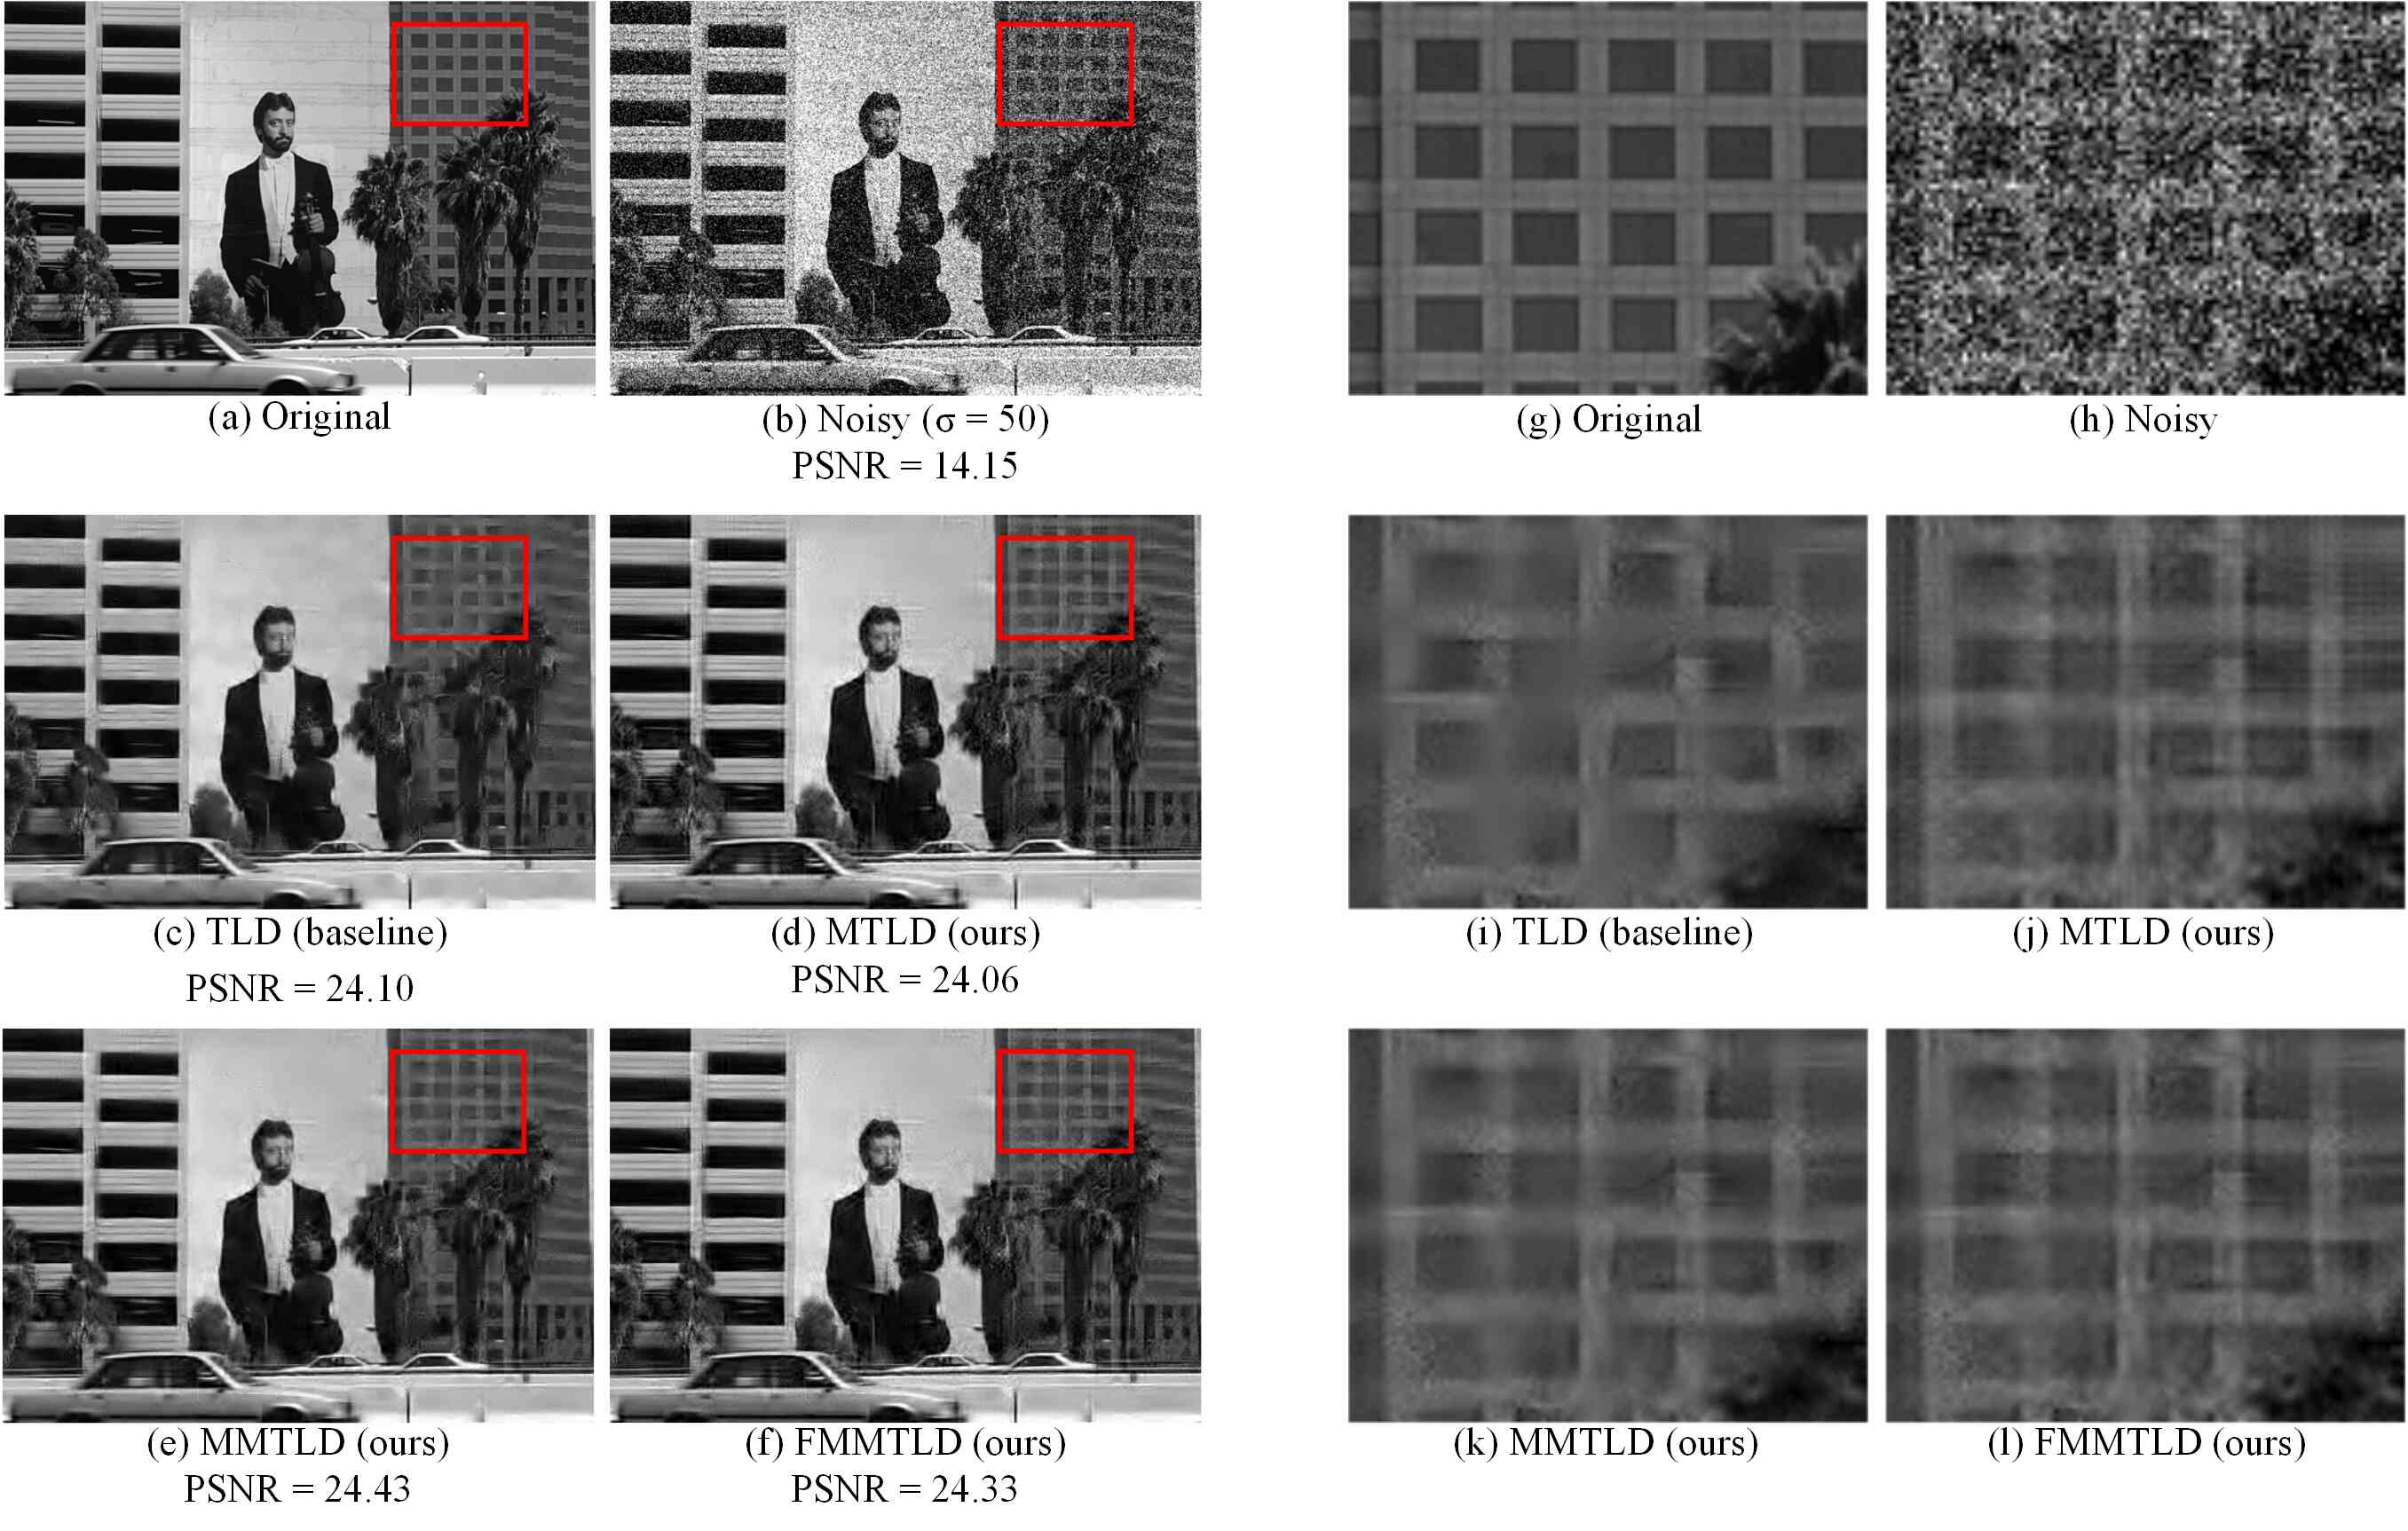 (a) Original
(b) Noisy (σ = 50)
PSNR = 14.15
(g) Original
(h) Noisy
(c) TLD (baseline)
PSNR = 24.10
(d) MTLD (ours)
PSNR = 24.06
(i) TLD (baseline)
(j) MTLD (ours)
(e) MMTLD (ours)
PSNR = 24.43
(f) FMMTLD (ours)
PSNR = 24.33
(k) MMTLD (ours)
(l) FMMTLD (ours)